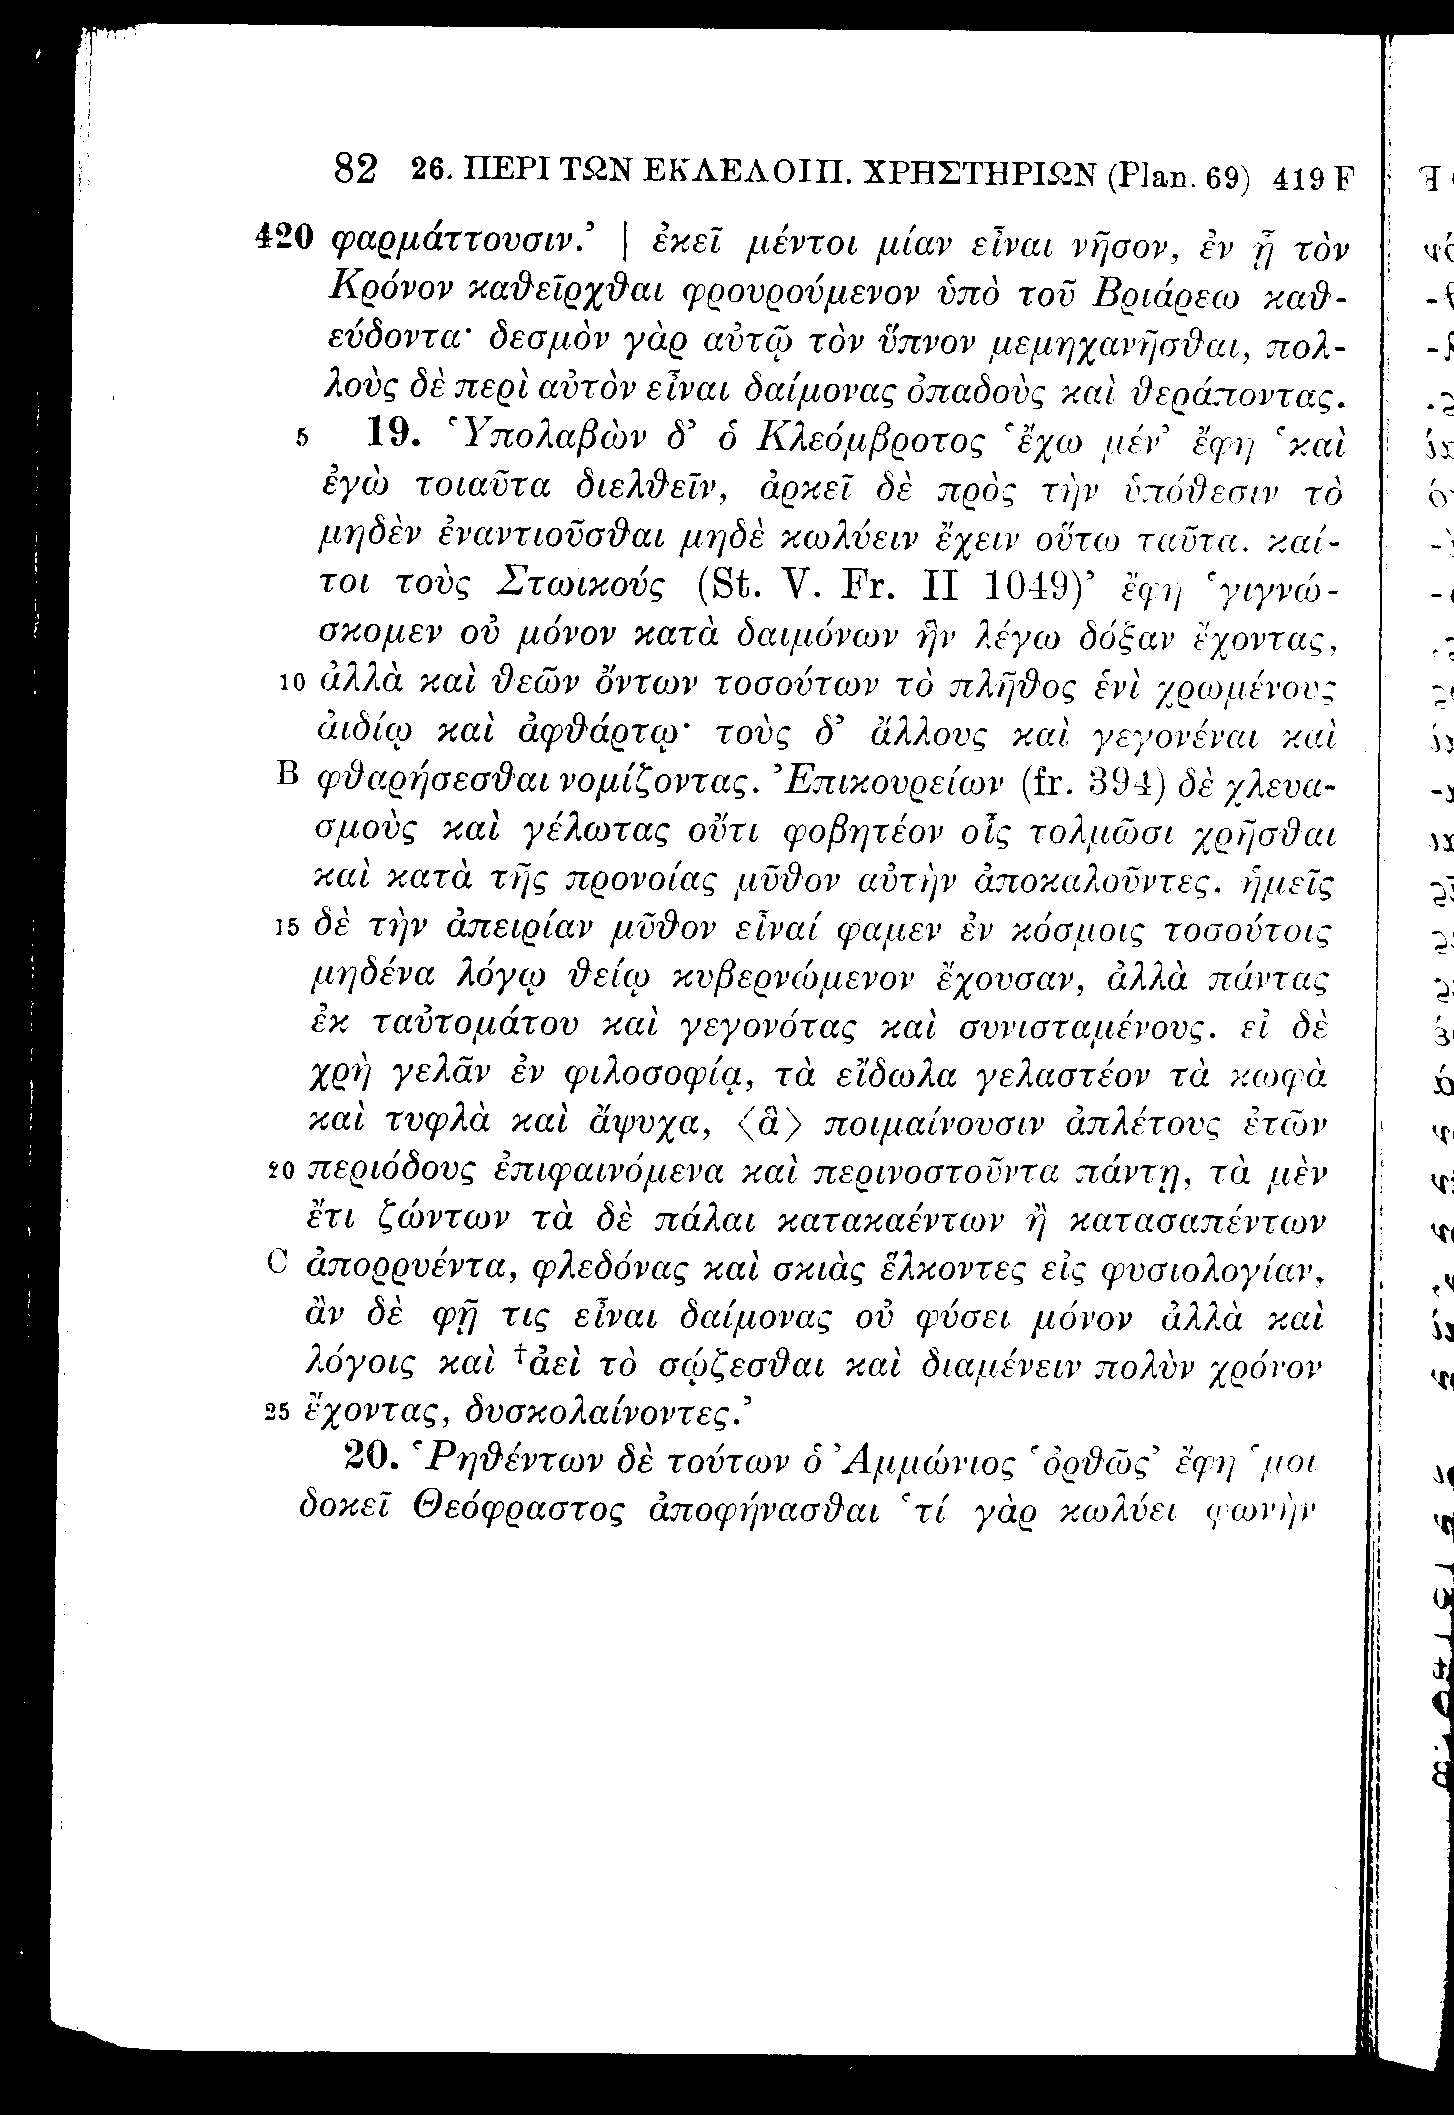 82 26. ΠΕΡΙ ΤΩΝ ΕΚΛΕΛΟΙΠ. ΧΡΗΣΤΗΡΙΩΝ (Plan. 69) 419 F
420 φαρμάττουσιν.’ | ἐκεῖ μέντοι μίαν εἶναι νῆσον, ἐν ᾗ τὸν
Κρόνον καθεῖρχθαι φρουρούμενον ὑπὸ τοῦ Βριάρεω καθ-
εύδοντα· δεσμὸν γὰρ αὐτῷ τὸν ὕπνον μεμηχανῆσθαι, πολ-
λοὺς δὲ περὶ αὐτὸν εἶναι δαίμονας ὀπαδοὺς καὶ θεράποντας.
5 19. Ὑπολαβὼν δ’ ὁ Κλεόμβροτος ‘ἔχω μέν’ ἔφη ‘καὶ
ἐγὼ τοιαῦτα διελθεῖν, ἀρκεῖ δὲ πρὸς τὴν ὑπόθεσιν τὸ
μηδὲν ἐναντιοῦσθαι μηδὲ κωλύειν ἔχειν οὕτω ταῦτα. καί-
τοι τοὺς Στωικούς (St. V. Fr. II 1049)’ ἔφη ‘γιγνώ-
σκομεν οὐ μόνον κατὰ δαιμόνων ἣν λέγω δόξαν ἔχοντας,
10 ἀλλὰ καὶ θεῶν ὄντων τοσούτων τὸ πλῆθος ἑνὶ χρωμένους
ἀιδίῳ καὶ ἀφθάρτῳ· τοὺς δ’ ἄλλους καὶ γεγονέναι καὶ
B φθαρήσεσθαι νομίζοντας. Ἐπικουρείων (fr. 394) δὲ χλευα-
σμοὺς καὶ γέλωτας οὔτι φοβητέον οἷς τολμῶσι χρῆσθαι
καὶ κατὰ τῆς προνοίας μῦθον αὐτὴν ἀποκαλοῦντες. ἡμεῖς
15 δὲ τὴν ἀπειρίαν μῦθον εἶναί φαμεν ἐν κόσμοις τοσούτοις
μηδένα λόγῳ θείῳ κυβερνώμενον ἔχουσαν, ἀλλὰ πάντας
ἐκ ταὐτομάτου καὶ γεγονότας καὶ συνισταμένους. εἰ δὲ
χρὴ γελᾶν ἐν φιλοσοφίᾳ, τὰ εἴδωλα γελαστέον τὰ κωφὰ
καὶ τυφλὰ καὶ ἄψυχα, ⟨ἃ⟩ ποιμαίνουσιν ἀπλέτους ἐτῶν
20 περιόδους ἐπιφαινόμενα καὶ περινοστοῦντα πάντῃ, τὰ μὲν
ἔτι ζώντων τὰ δὲ πάλαι κατακαέντων ἢ κατασαπέντων
C ἀπορρυέντα, φλεδόνας καὶ σκιὰς ἕλκοντες εἰς φυσιολογίαν,
ἂν δὲ φῇ τις εἶναι δαίμονας οὐ φύσει μόνον ἀλλὰ καὶ
λόγοις καὶ †ἀεὶ τὸ σῴζεσθαι καὶ διαμένειν πολὺν χρόνον
25 ἔχοντας, δυσκολαίνοντες.’
20. Ῥηθέντων δὲ τούτων ὁ Ἀμμώνιος ‘ὀρθῶς’ ἔφη ‘μοι
δοκεῖ Θεόφραστος ἀποφήνασθαι ‘τί γὰρ κωλύει φωνὴν